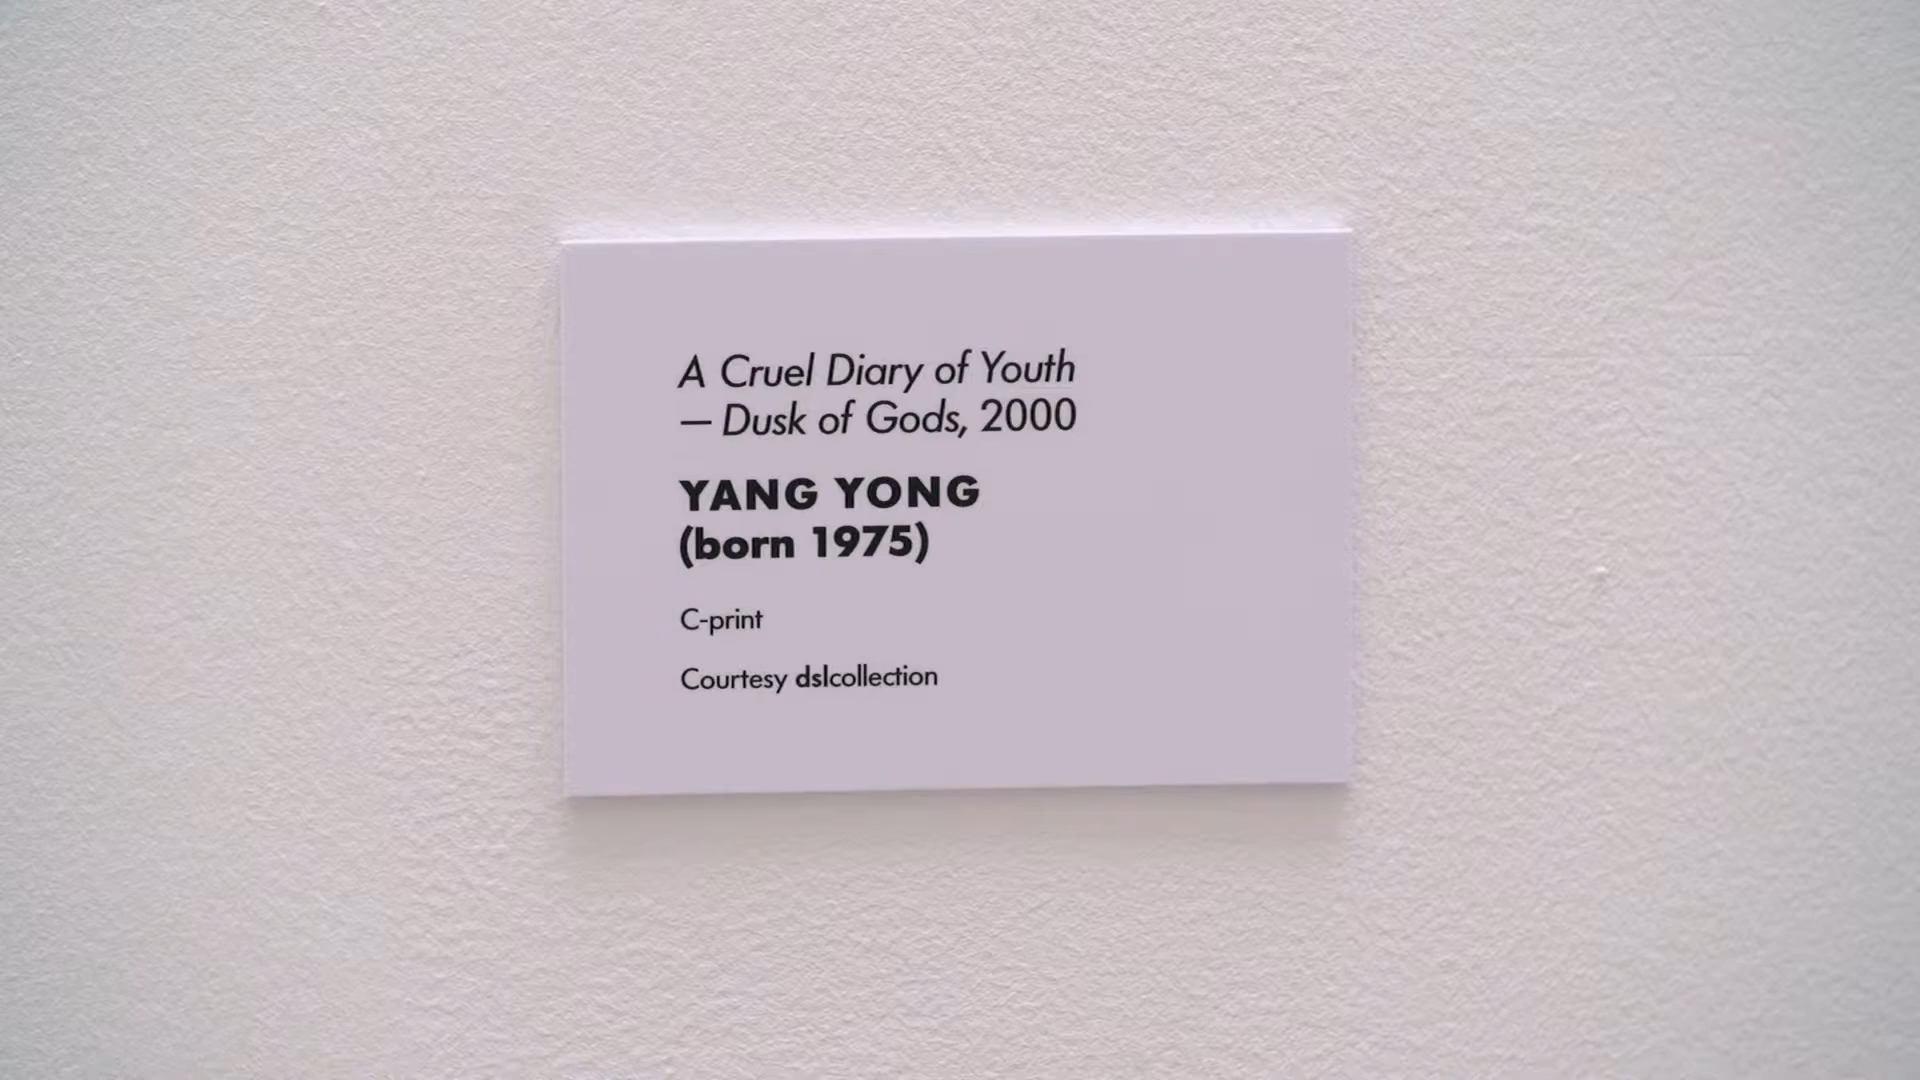 A Cruel Diary of Youth
— Dusk of Gods, 2000
YANG YONG
(born 1975)
C-print
Courtesy dslcollection